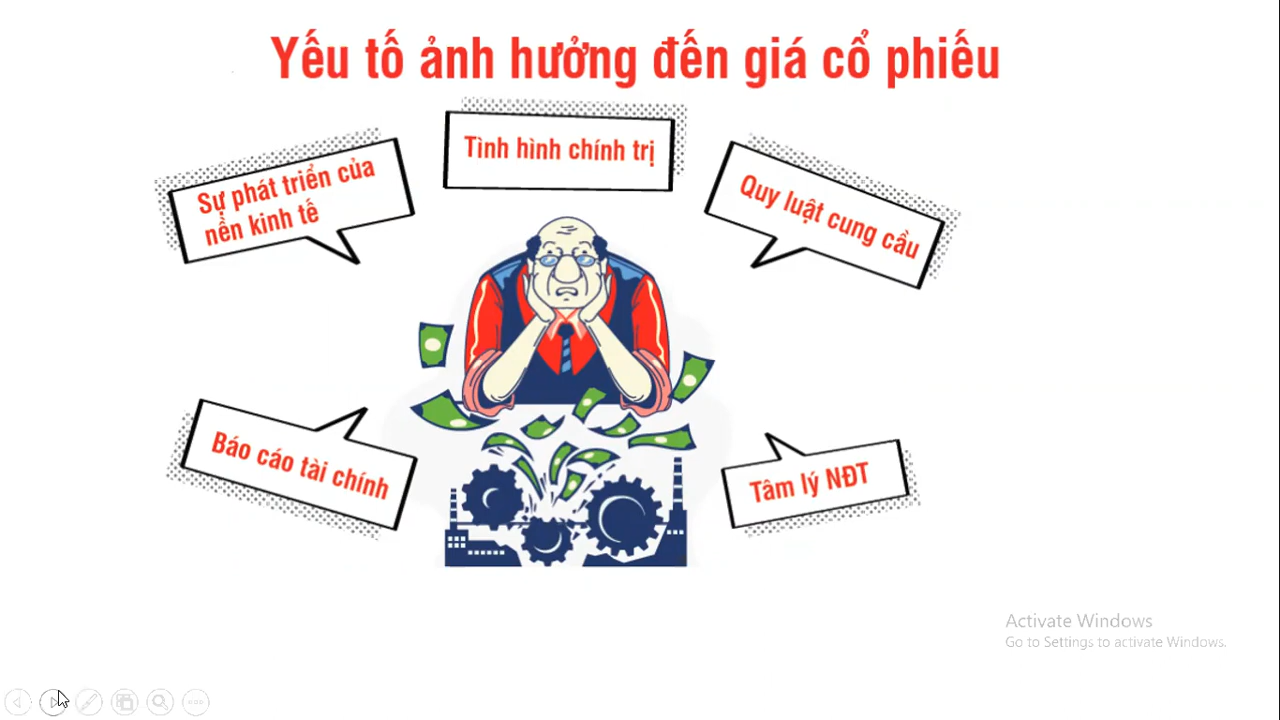 Yếu tố ảnh hưởng đến giá cổ phiếu
Tình hình chính trị
Sự phát triển của
nền kinh tế
Quy luật cung cầu
Báo cáo tài chính
Tâm lý NĐT
Activate Windows
Go to Settings to activate Windows.